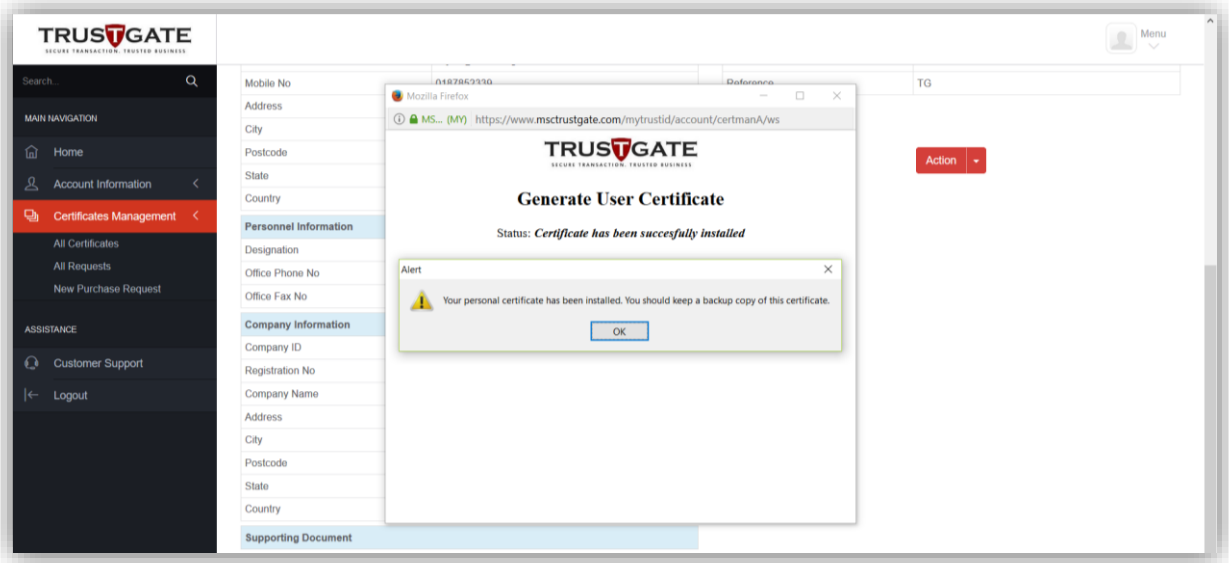 TRUSTGATE
SECURE TRANSACTION. TRUSTED BUSINESS
Menu
Search...
MAIN NAVIGATION
Home
Account Information
Certificates Management
All Certificates
All Requests
New Purchase Request
ASSISTANCE
Customer Support
Logout
Mobile No 0187852339
Reference TG
Address
City
Postcode
State
Country
Action
Personnel Information
Designation
Office Phone No
Office Fax No
Company Information
Company ID
Registration No
Company Name
Address
City
Postcode
State
Country
Supporting Document
Mozilla Firefox
MS... (MY) https://www.msctrustgate.com/mytrustid/account/certmanA/ws
TRUSTGATE
SECURE TRANSACTION. TRUSTED BUSINESS
Generate User Certificate
Status: Certificate has been succesfully installed
Alert
Your personal certificate has been installed. You should keep a backup copy of this certificate.
OK